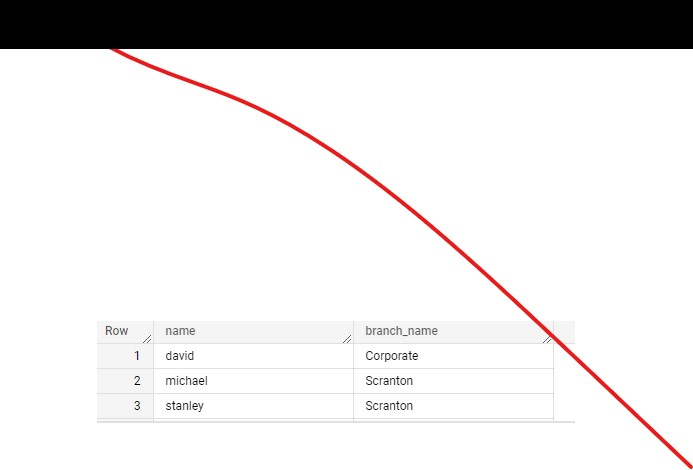 Row name branch_name
1 david Corporate
2 michael Scranton
3 stanley Scranton